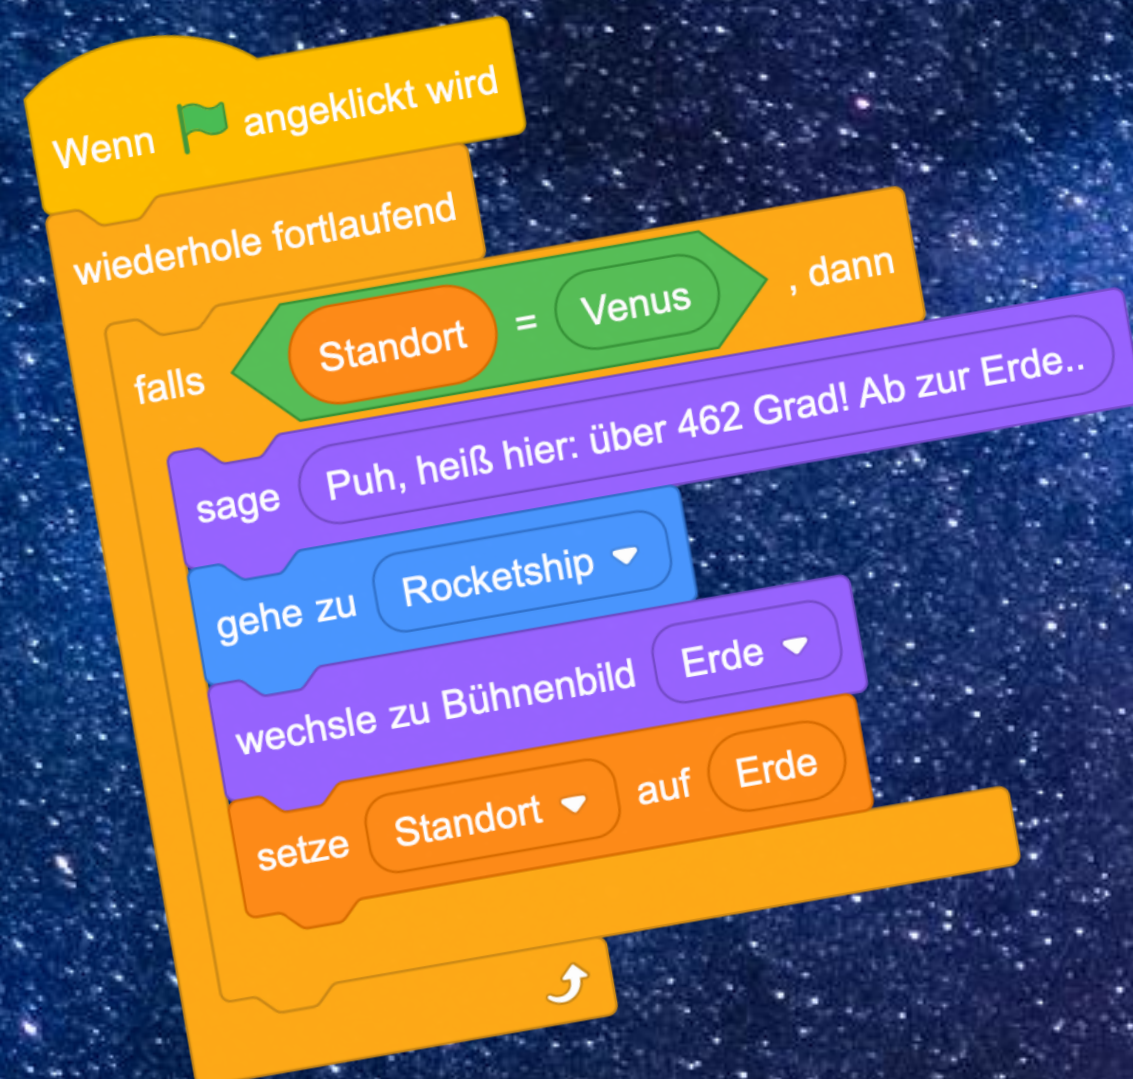 Wenn angeklickt wird
wiederhole fortlaufend
falls Standort = Venus , dann
sage Puh, heiß hier: über 462 Grad! Ab zur Erde..
gehe zu Rocketship
wechsle zu Bühnenbild Erde
setze Standort auf Erde